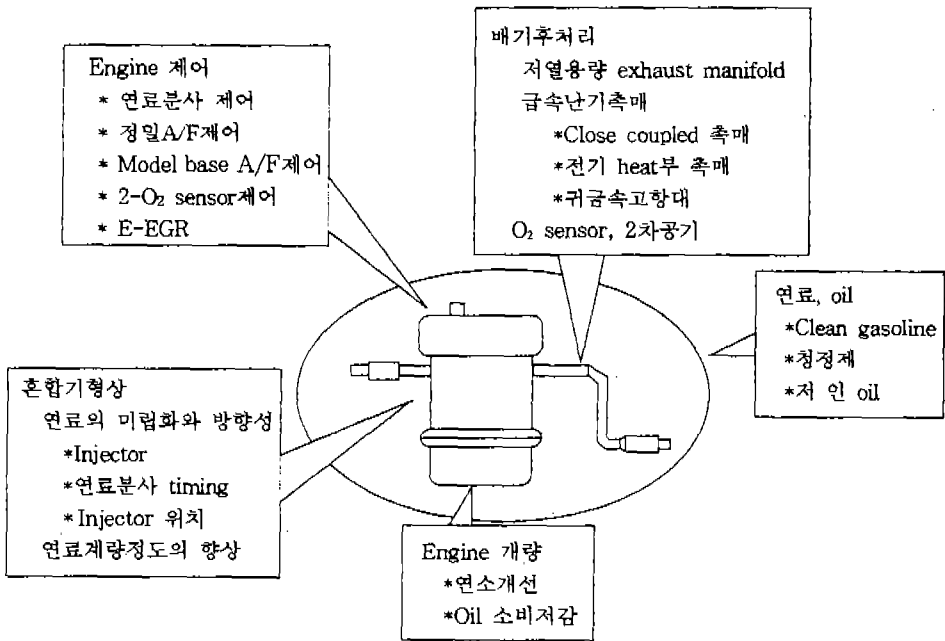 Engine 제어
* 연료분사 제어
* 정밀A/F제어
* Model base A/F제어
* 2-O₂ sensor제어
* E-EGR
배기후처리
저열용량 exhaust manifold
급속난기촉매
*Close coupled 촉매
*전기 heat부 촉매
*귀금속고항대
O₂ sensor, 2차공기
연료, oil
*Clean gasoline
*청정제
*저 인 oil
혼합기형상
연료의 미립화와 방향성
*Injector
*연료분사 timing
*Injector 위치
연료계량정도의 향상
Engine 개량
*연소개선
*Oil 소비저감